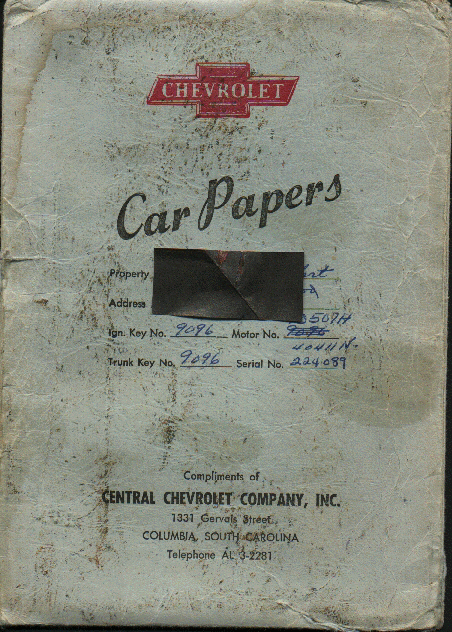 CHEVROLET
Car Papers
Property
Address
Ign. Key No. 9096 Motor No. 9096
Trunk Key No. 9096 Serial No. 224089
Compliments of
CENTRAL CHEVROLET COMPANY, INC.
1331 Gervais Street
COLUMBIA, SOUTH CAROLINA
Telephone AL 3-2281